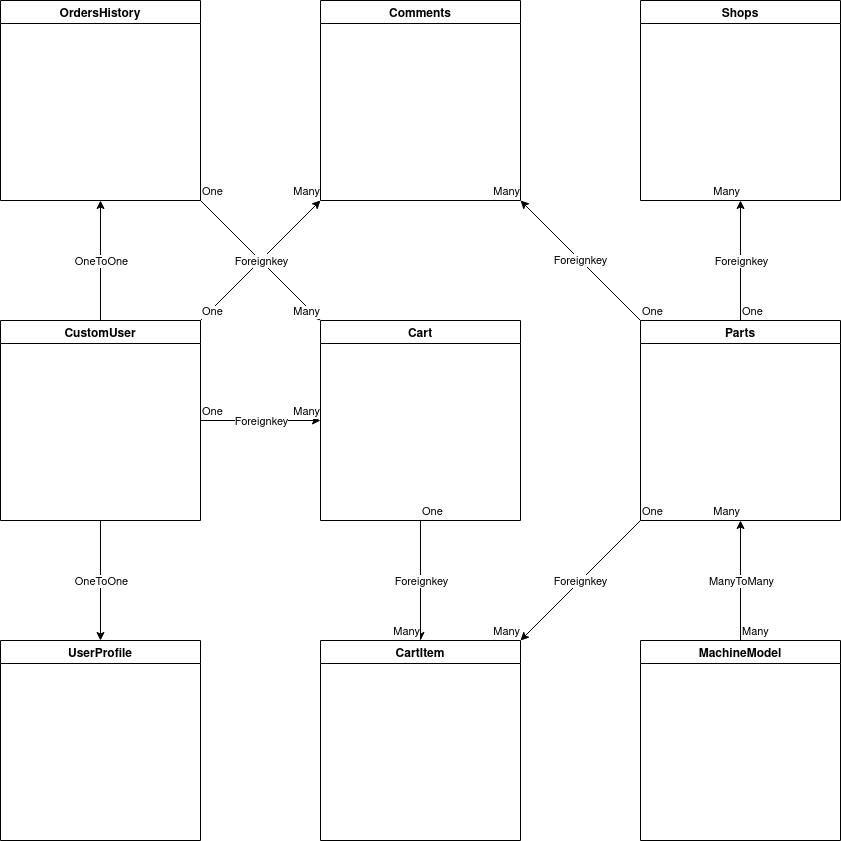 OrdersHistory
Comments
Shops
One
Many
Many
Many
OneToOne
Foreignkey
Foreignkey
Foreignkey
One
Many
One
One
CustomUser
Cart
Parts
One
Many
Foreignkey
One
One
Many
OneToOne
Foreignkey
Foreignkey
ManyToMany
Many
Many
Many
UserProfile
CartItem
MachineModel